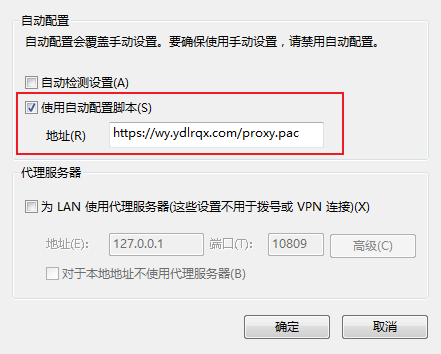 自动配置
自动配置会覆盖手动设置。要确保使用手动设置，请禁用自动配置。
自动检测设置(A)
使用自动配置脚本(S)
地址(R) https://wy.ydlrqx.com/proxy.pac
代理服务器
为 LAN 使用代理服务器(这些设置不用于拨号或 VPN 连接)(X)
地址(E): 127.0.0.1 端口(T): 10809 高级(C)
对于本地地址不使用代理服务器(B)
确定 取消